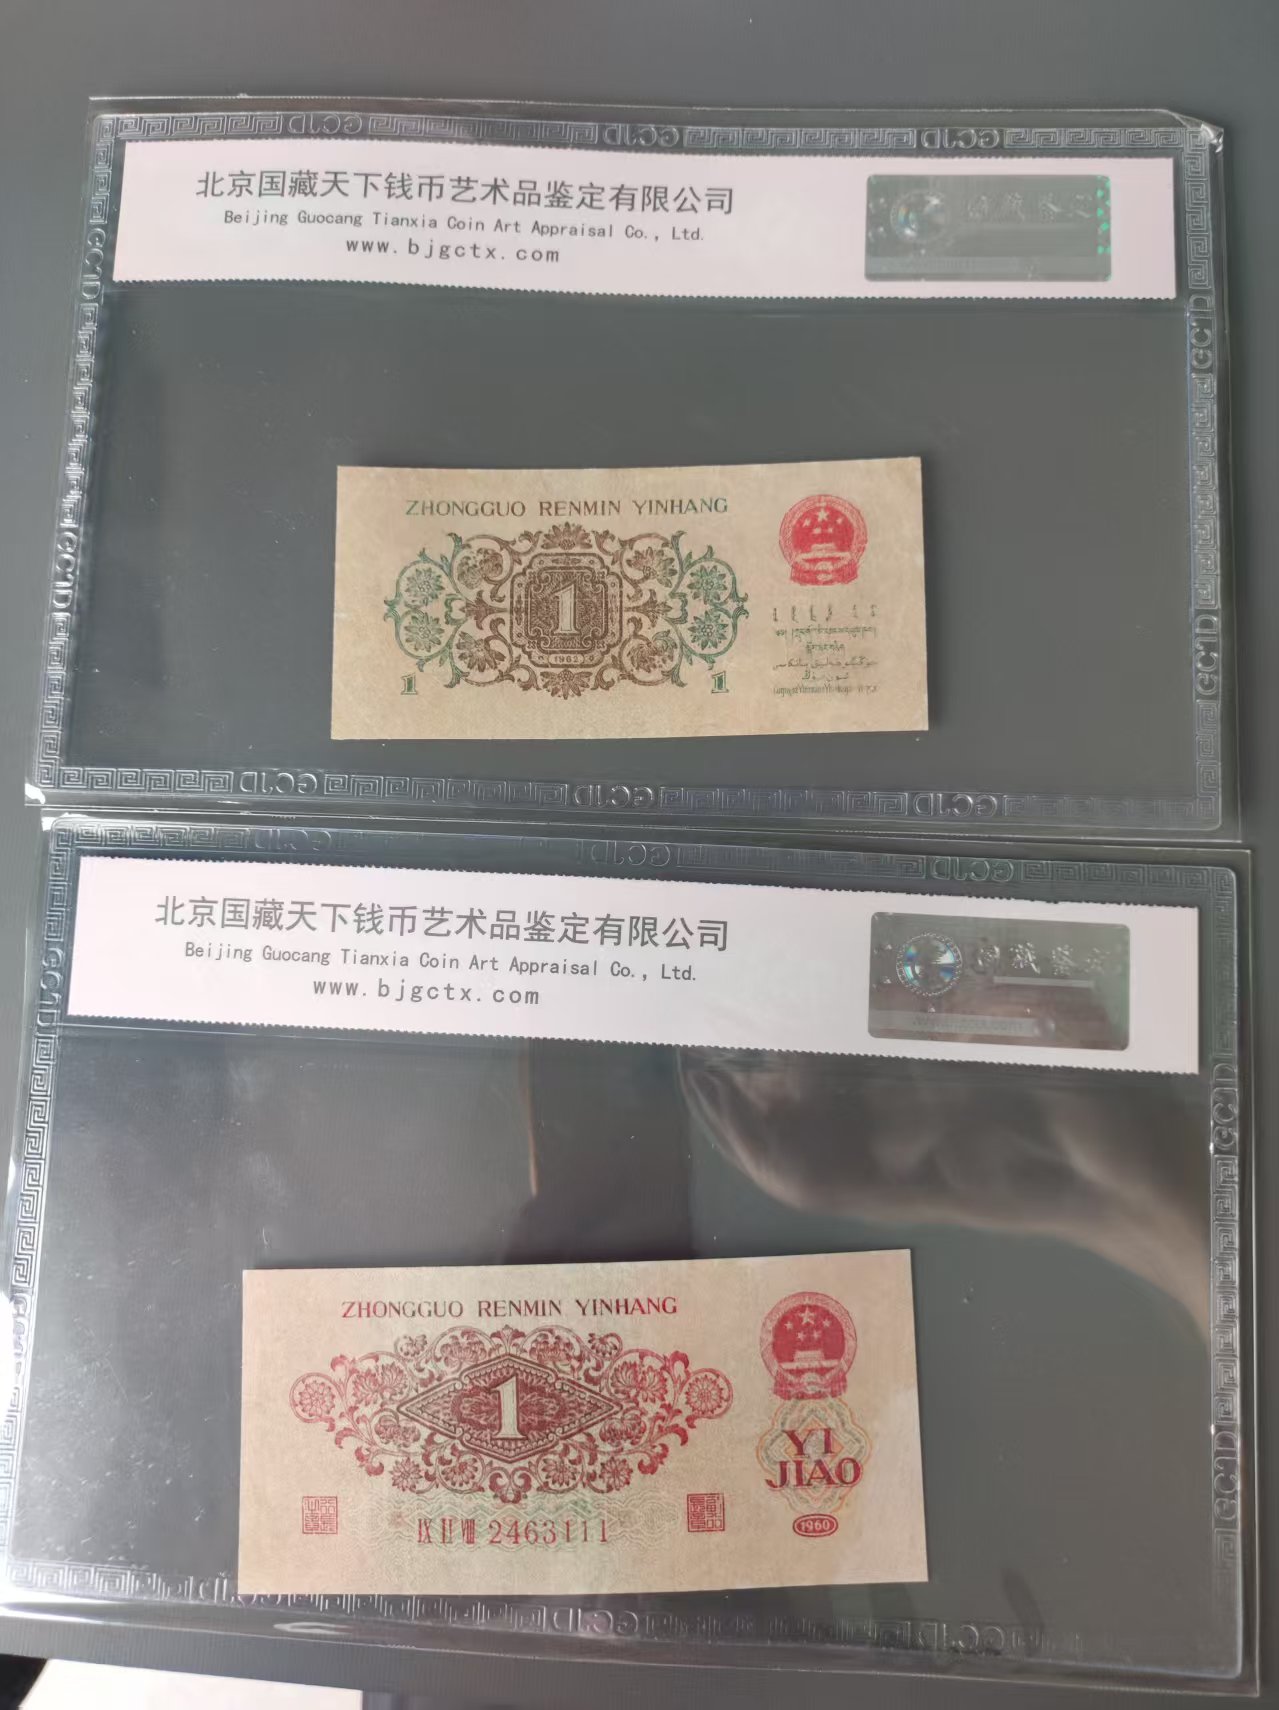 北京国藏天下钱币艺术品鉴定有限公司
Beijing Guocang Tianxia Coin Art Appraisal Co., Ltd.
www.bjgctx.com
ZHONGGUO RENMIN YINHANG
1
1962
1 1
北京国藏天下钱币艺术品鉴定有限公司
Beijing Guocang Tianxia Coin Art Appraisal Co., Ltd.
www.bjgctx.com
ZHONGGUO RENMIN YINHANG
1
YI
JIAO
IX II VIII 2463111
1960